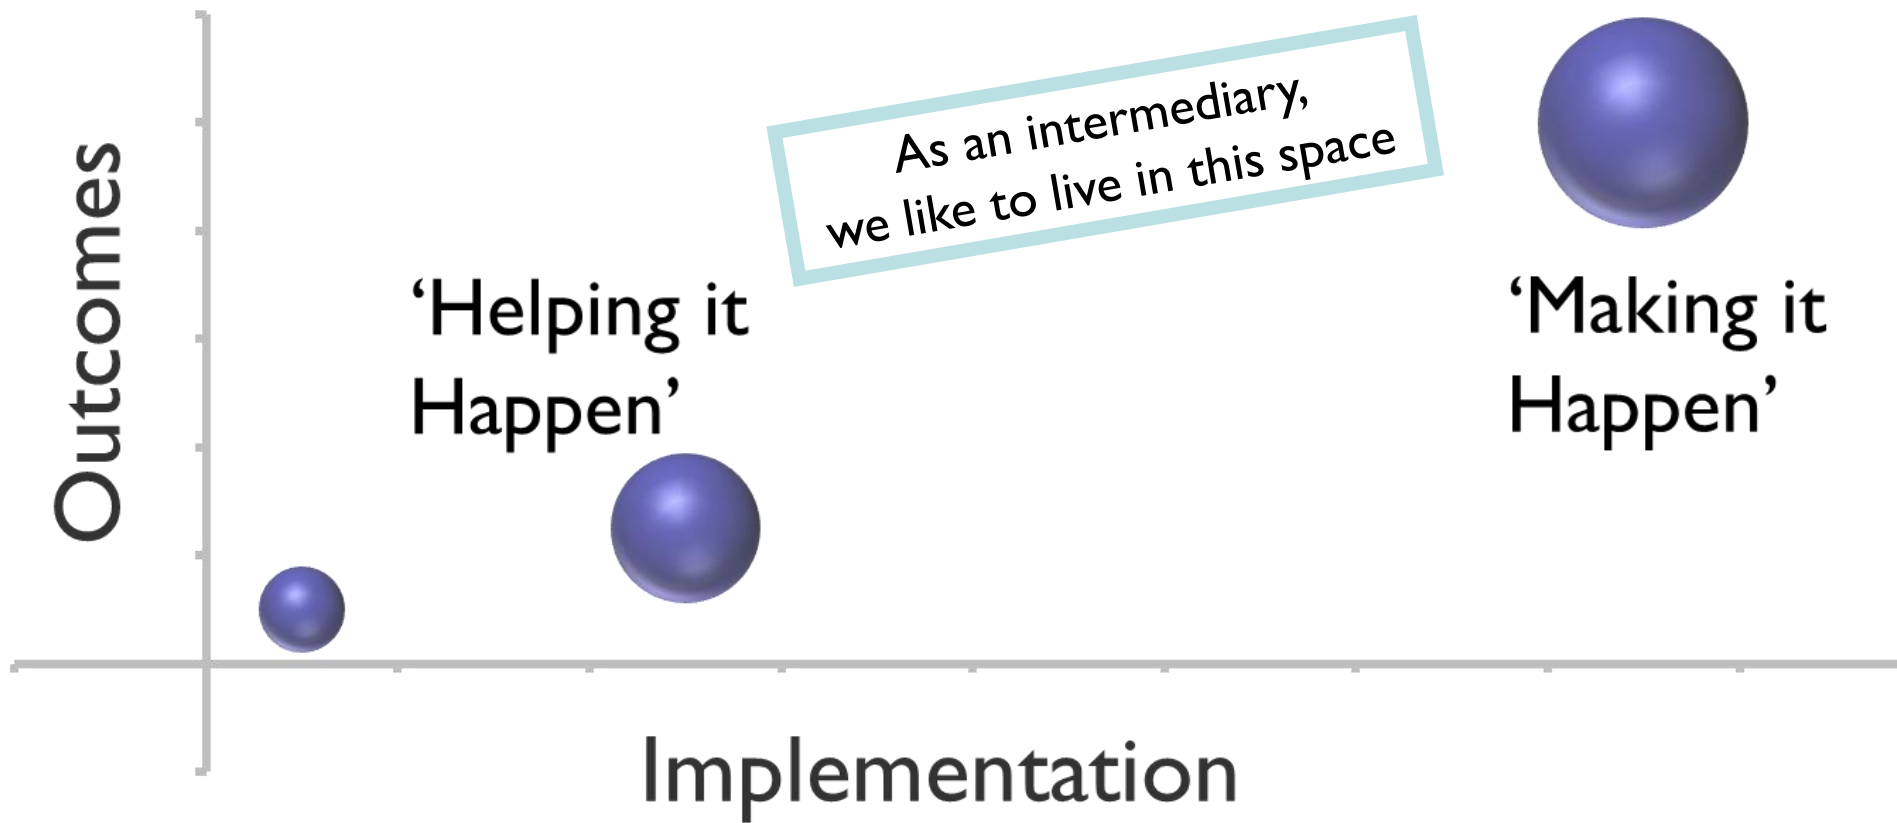 Outcomes
As an intermediary,
we like to live in this space
‘Helping it
Happen’
‘Making it
Happen’
Implementation